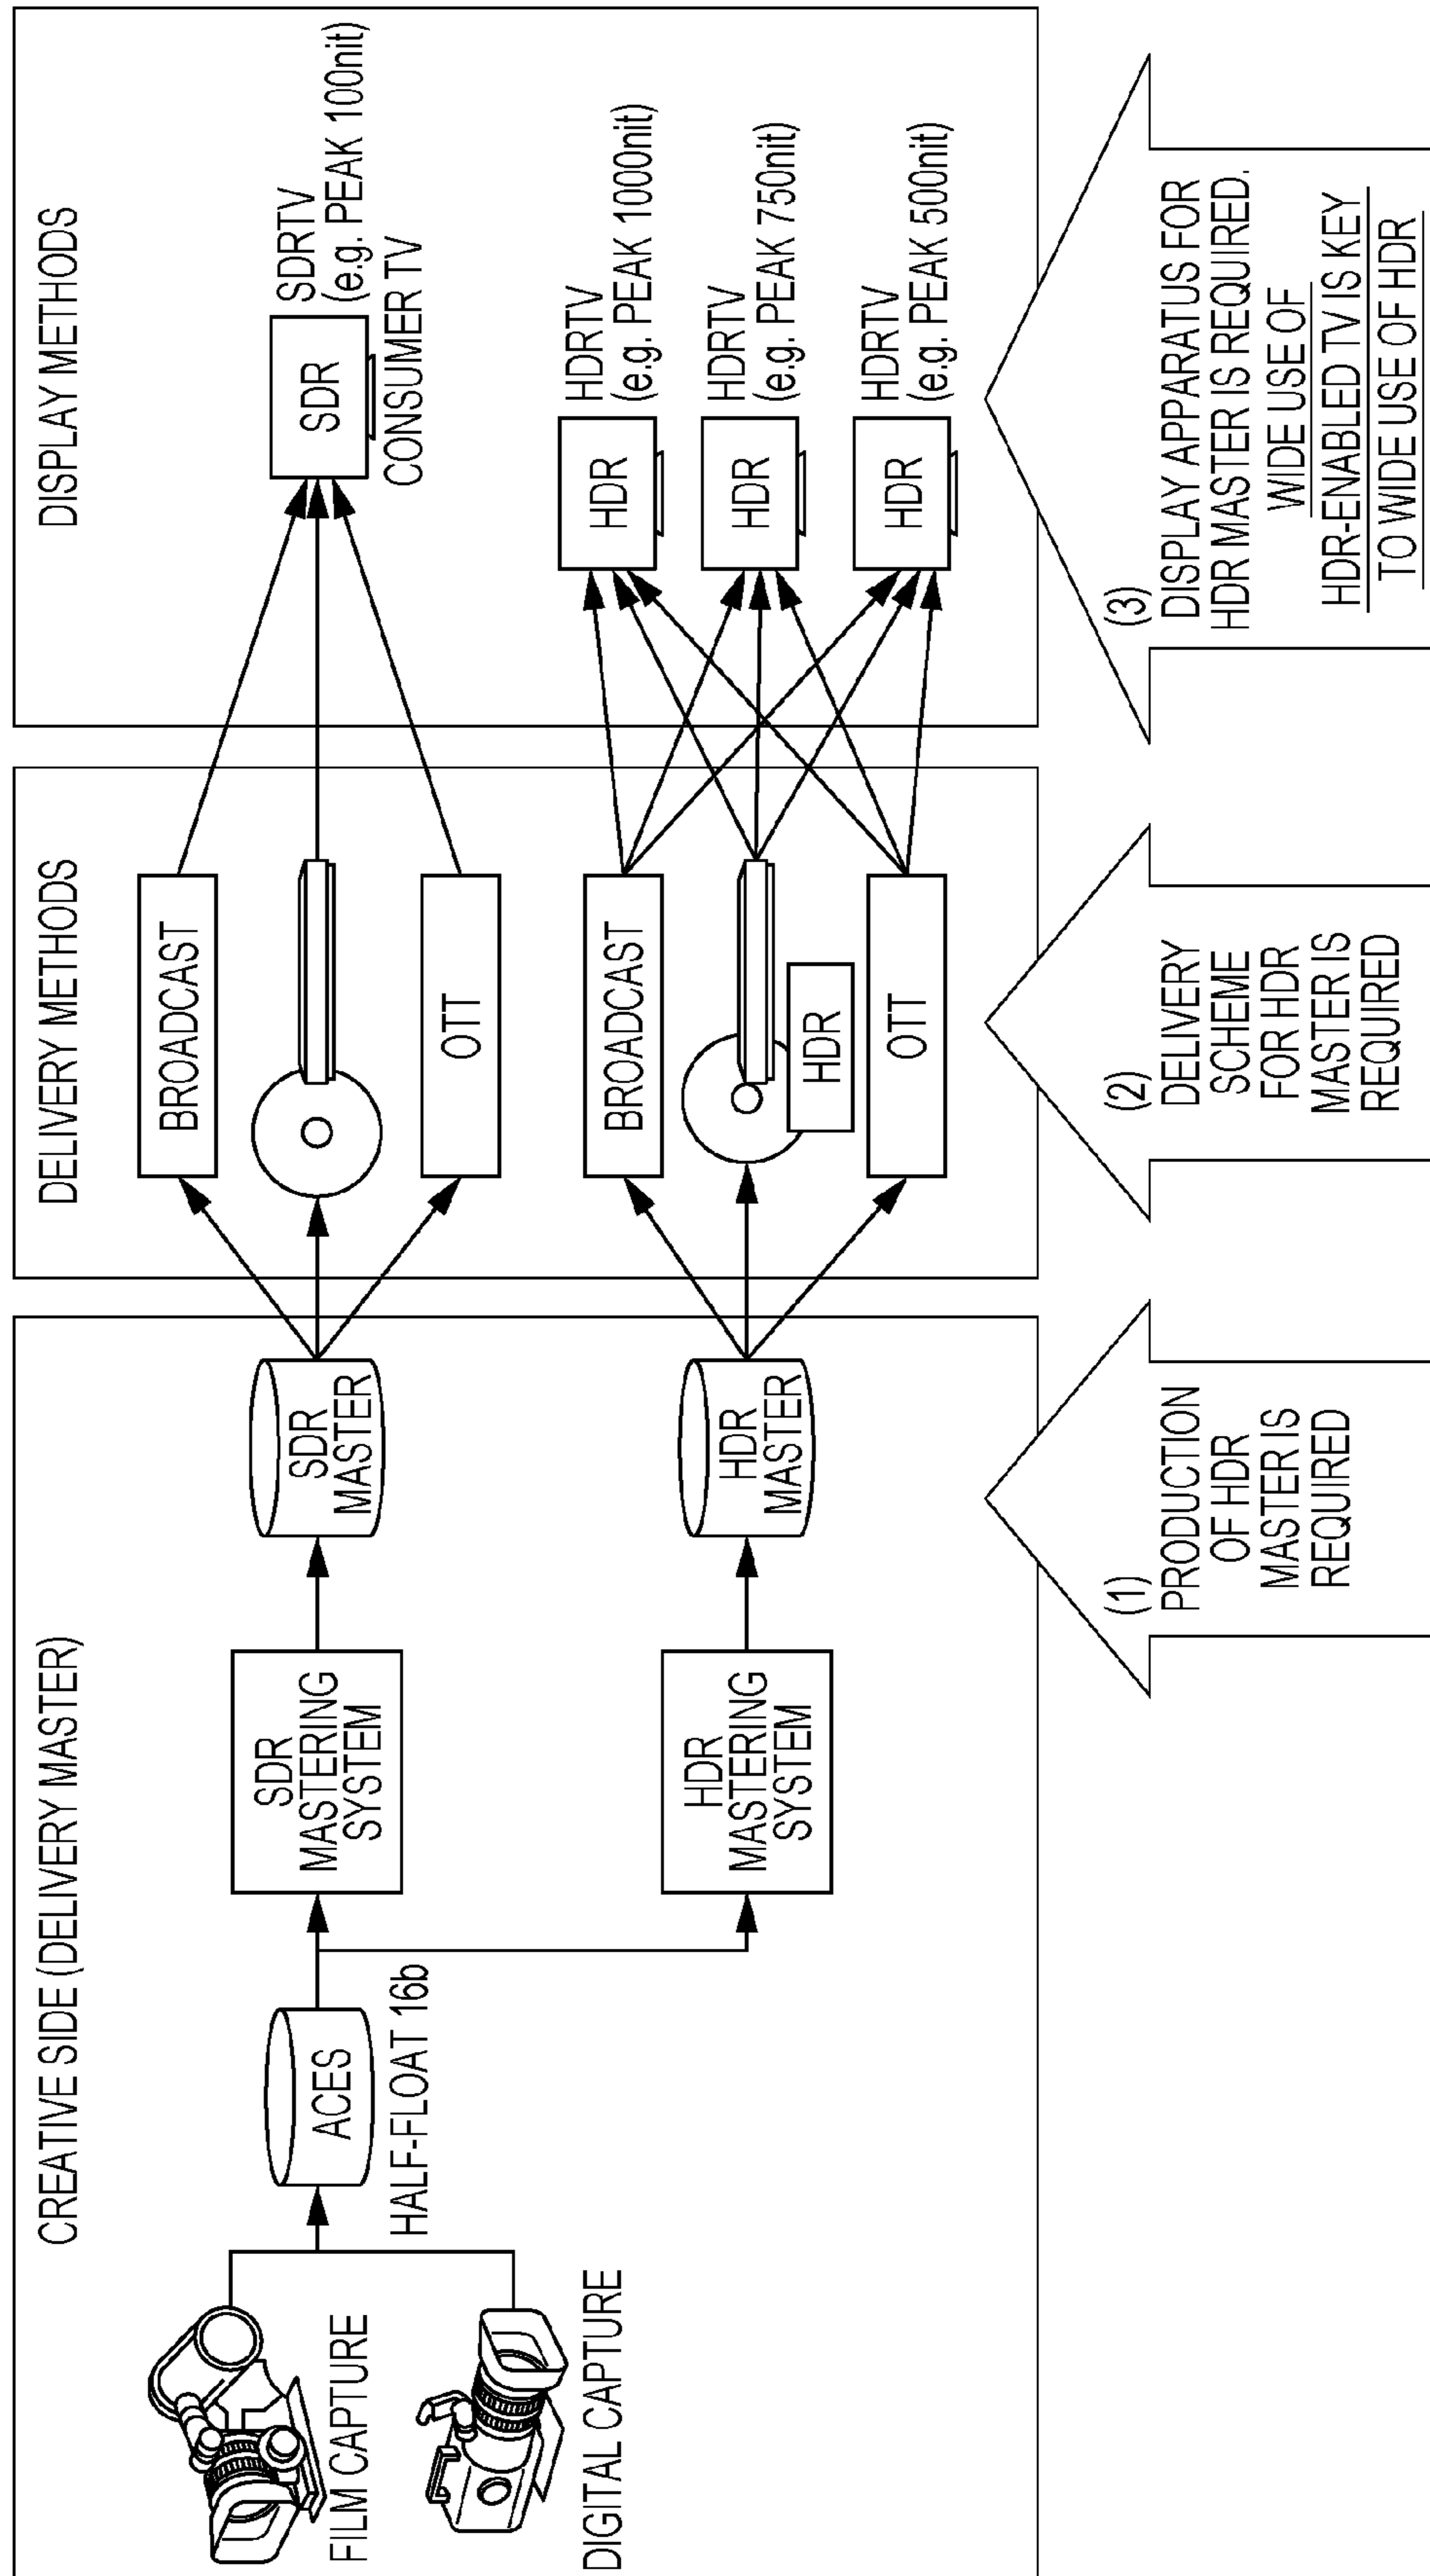 CREATIVE SIDE (DELIVERY MASTER)
FILM CAPTURE
DIGITAL CAPTURE
ACES
HALF-FLOAT 16b
SDR
MASTERING
SYSTEM
SDR
MASTER
HDR
MASTERING
SYSTEM
HDR
MASTER
DELIVERY METHODS
BROADCAST
OTT
BROADCAST
HDR
OTT
DISPLAY METHODS
SDR
SDRTV
(e.g. PEAK 100nit)
CONSUMER TV
HDR
HDRTV
(e.g. PEAK 1000nit)
HDR
HDRTV
(e.g. PEAK 750nit)
HDR
HDRTV
(e.g. PEAK 500nit)
(1)
PRODUCTION
OF HDR
MASTER IS
REQUIRED
(2)
DELIVERY
SCHEME
FOR HDR
MASTER IS
REQUIRED
(3)
DISPLAY APPARATUS FOR
HDR MASTER IS REQUIRED.
WIDE USE OF
HDR-ENABLED TV IS KEY
TO WIDE USE OF HDR